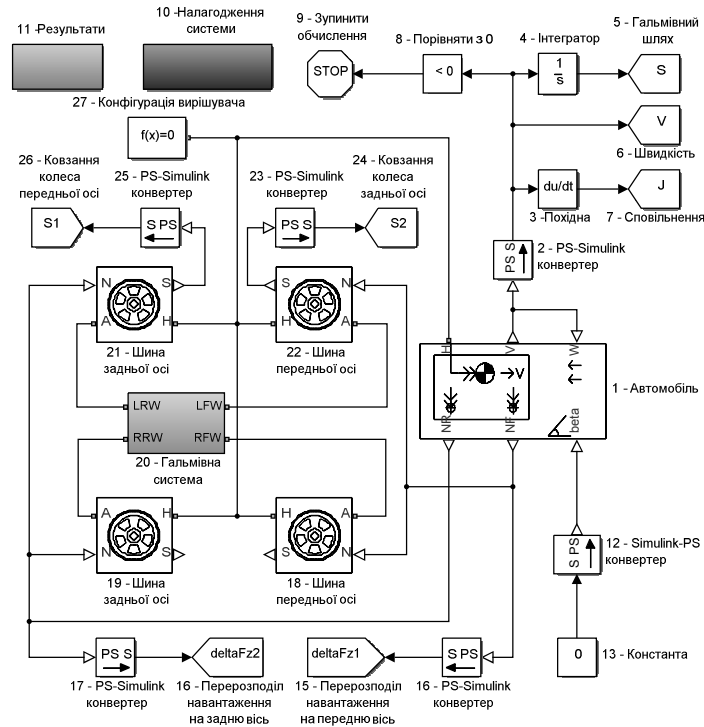 11 -Результати
10 -Налагодження
системи
9 - Зупинити
обчислення
8 - Порівняти з 0
4 - Інтегратор
5 - Гальмівний
шлях
STOP
< 0
1
s
S
27 - Конфігурація вирішувача
f(x)=0
V
6 - Швидкість
26 - Ковзання
колеса
передньої осі
25 - PS-Simulink
конвертер
23 - PS-Simulink
конвертер
24 - Ковзання
колеса
задньої осі
du/dt
J
3 -Похідна
7 - Сповільнення
S1
S PS
PS S
S2
PS S
2 - PS-Simulink
конвертер
N
S
A
H
21 - Шина
задньої осі
S
N
H
A
22 - Шина
передньої осі
H
V
W
V
NR
NF
beta
1 -Автомобіль
LRW
LFW
RRW
RFW
20 - Гальмівна
система
A
H
N
S
19 - Шина
задньої осі
H
A
S
N
18 - Шина
передньої осі
S PS
12 - Simulink-PS
конвертер
PS S
deltaFz2
deltaFz1
S PS
0
13 - Константа
17 - PS-Simulink
конвертер
16 - Перерозподіл
навантаження
на задню вісь
15 - Перерозподіл
навантаження
на передню вісь
16 - PS-Simulink
конвертер